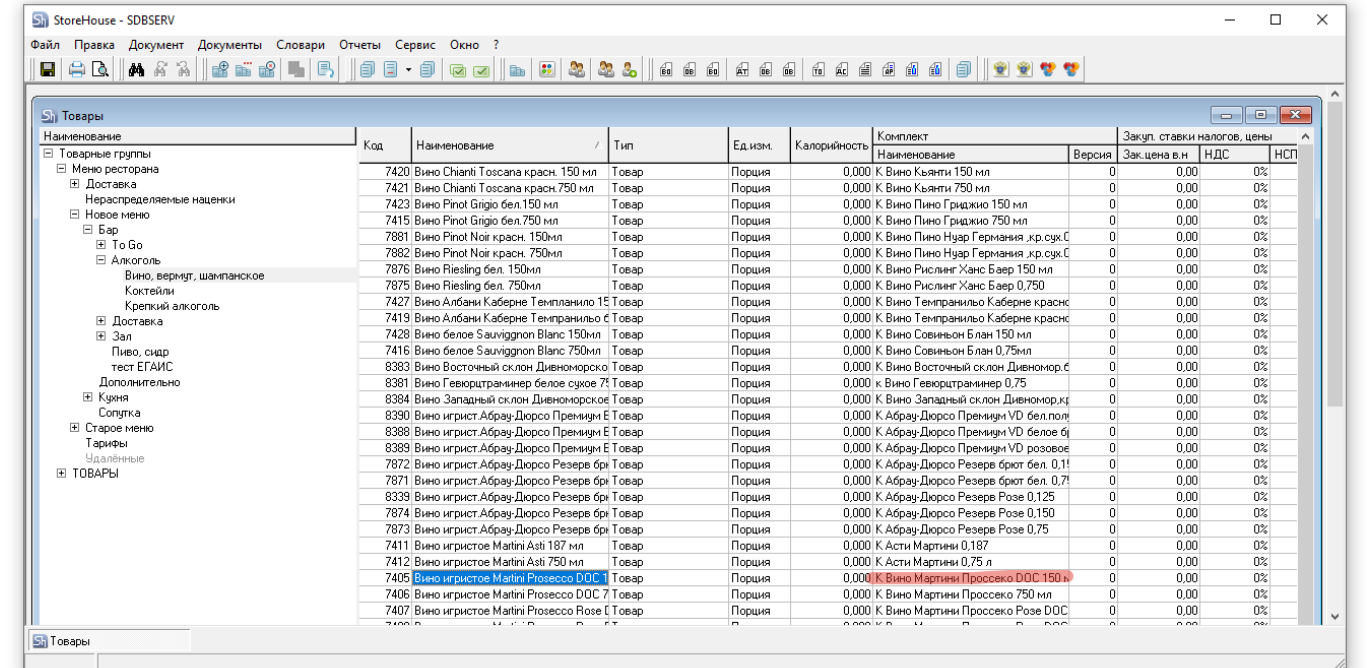 StoreHouse - SDBSERV
Файл Правка Документ Документы Словари Отчеты Сервис Окно ?
Товары
Наименование
Товарные группы
Меню ресторана
Доставка
Нераспределяемые наценки
Новое меню
Бар
To Go
Алкоголь
Вино, вермут, шампанское
Коктейли
Крепкий алкоголь
Доставка
Зал
Пиво, сидр
тест ЕГАИС
Дополнительно
Кухня
Сопутка
Старое меню
Тарифы
Удалённые
ТОВАРЫ
Код Наименование Тип Ед.изм. Калорийность Комплект Закуп. ставки налогов, цены
Наименование Версия Зак.цена в.н НДС НСП
7420 Вино Chianti Toscana красн. 150 мл Товар Порция 0,000 К Вино Кьянти 150 мл 0 0,00 0%
7421 Вино Chianti Toscana красн.750 мл Товар Порция 0,000 К Вино Кьянти 750 мл 0 0,00 0%
7423 Вино Pinot Grigio бел.150 мл Товар Порция 0,000 К Вино Пино Гриджио 150 мл 0 0,00 0%
7415 Вино Pinot Grigio бел.750 мл Товар Порция 0,000 К Вино Пино Гриджио 750 мл 0 0,00 0%
7881 Вино Pinot Noir красн. 150мл Товар Порция 0,000 К Вино Пино Нуар Германия ,кр.сух. 0 0,00 0%
7882 Вино Pinot Noir красн. 750мл Товар Порция 0,000 К Вино Пино Нуар Германия ,кр.сух. 0 0,00 0%
7876 Вино Riesling бел. 150мл Товар Порция 0,000 К Вино Рислинг Ханс Баер 150 мл 0 0,00 0%
7875 Вино Riesling бел. 750мл Товар Порция 0,000 К Вино Рислинг Ханс Баер 0,750 0 0,00 0%
7427 Вино Албани Каберне Темпланило 15 Товар Порция 0,000 К Вино Темпранильо Каберне красно 0 0,00 0%
7419 Вино Албани Каберне Темпранильо б Товар Порция 0,000 К Вино Темпранильо Каберне красно 0 0,00 0%
7428 Вино белое Sauviggnon Blanc 150мл Товар Порция 0,000 К Вино Совиньон Блан 150 мл 0 0,00 0%
7416 Вино белое Sauviggnon Blanc 750мл Товар Порция 0,000 К Вино Совиньон Блан 0,75мл 0 0,00 0%
8383 Вино Восточный склон Дивноморско Товар Порция 0,000 К Вино Восточный склон Дивномор.б 0 0,00 0%
8381 Вино Гевюрцтраминер белое сухое 75 Товар Порция 0,000 к Вино Гевюрцтраминер 0,75 0 0,00 0%
8384 Вино Западный склон Дивноморское Товар Порция 0,000 К Вино Западный склон Дивномор,кр 0 0,00 0%
8390 Вино игрист.Абрау-Дюрсо Премиум Товар Порция 0,000 К Абрау-Дюрсо Премиум VD бел.пол 0 0,00 0%
8388 Вино игрист.Абрау-Дюрсо Премиум Товар Порция 0,000 К Абрау-Дюрсо Премиум VD белое б 0 0,00 0%
8389 Вино игрист.Абрау-Дюрсо Премиум Товар Порция 0,000 К Абрау-Дюрсо Премиум VD розовое 0 0,00 0%
7872 Вино игрист.Абрау-Дюрсо Резерв брю Товар Порция 0,000 К Абрау-Дюрсо Резерв брют бел. 0,1 0 0,00 0%
7871 Вино игрист.Абрау-Дюрсо Резерв брю Товар Порция 0,000 К Абрау-Дюрсо Резерв брют бел. 0,7 0 0,00 0%
8339 Вино игрист.Абрау-Дюрсо Резерв брю Товар Порция 0,000 К Абрау-Дюрсо Резерв Розе 0,125 0 0,00 0%
7874 Вино игрист.Абрау-Дюрсо Резерв брю Товар Порция 0,000 К Абрау-Дюрсо Резерв Розе 0,150 0 0,00 0%
7873 Вино игрист.Абрау-Дюрсо Резерв брю Товар Порция 0,000 К Абрау-Дюрсо Резерв Розе 0,75 0 0,00 0%
7411 Вино игристое Martini Asti 187 мл Товар Порция 0,000 К Асти Мартини 0,187 0 0,00 0%
7412 Вино игристое Martini Asti 750 мл Товар Порция 0,000 К Асти Мартини 0,75 л 0 0,00 0%
7405 Вино игристое Martini Prosecco DOC 1 Товар Порция 0,000 К Вино Мартини Проссеко DOC 150 м 0 0,00 0%
7406 Вино игристое Martini Prosecco DOC 7 Товар Порция 0,000 К Вино Мартини Проссеко 750 мл 0 0,00 0%
7407 Вино игристое Martini Prosecco Rose Товар Порция 0,000 К Вино Мартини Проссеко Розе DOC 0 0,00 0%
Товары